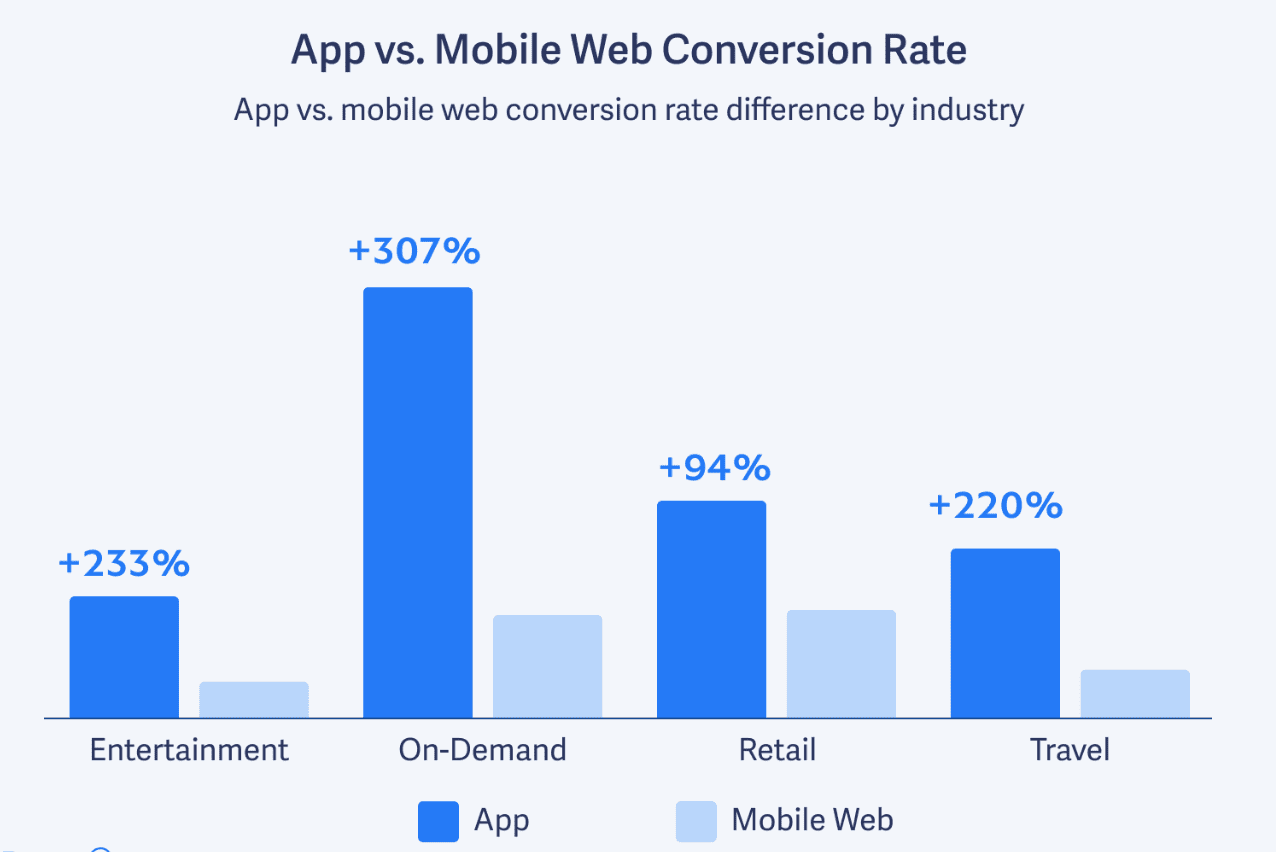 App vs. Mobile Web Conversion Rate
App vs. mobile web conversion rate difference by industry
+307%
+94%
+220%
+233%
Entertainment
On-Demand
Retail
Travel
App
Mobile Web